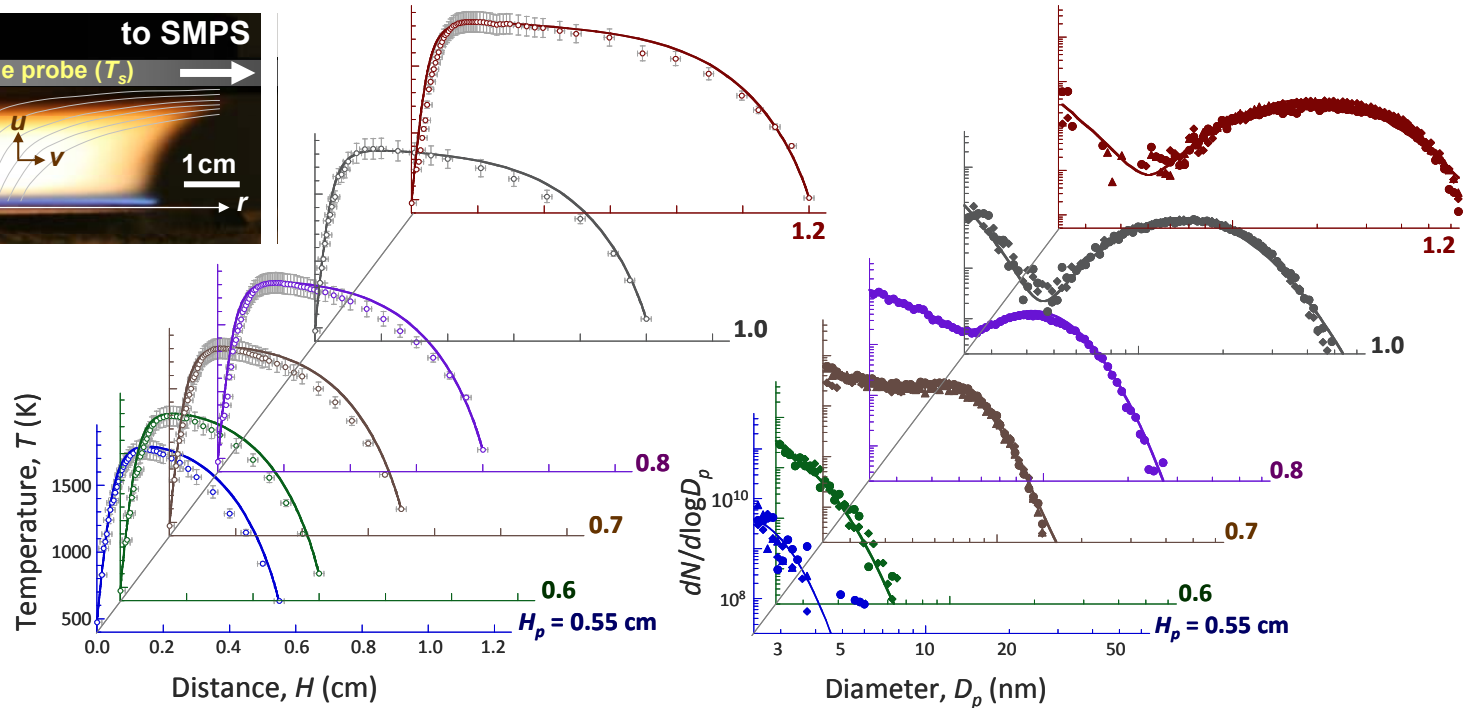 to SMPS
e probe (Ts)
u
v
1 cm
r
1.2
1.0
0.8
0.7
0.6
Hp = 0.55 cm
Temperature, T (K)
1500
1000
500
0.0 0.2 0.4 0.6 0.8 1.0 1.2
Distance, H (cm)
1.2
1.0
0.8
0.7
0.6
Hp = 0.55 cm
dN/dlogDp
10^10
10^8
3 5 10 20 50
Diameter, Dp (nm)